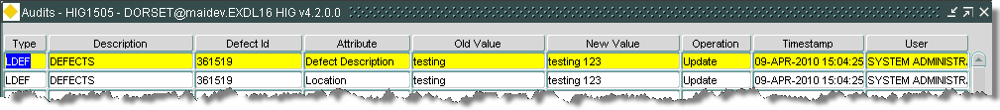 Audits - HIG1505 - DORSET@maidev.EXDL16 HIG v4.2.0.0
Type Description Defect Id Attribute Old Value New Value Operation Timestamp User
LDEF DEFECTS 361519 Defect Description testing testing 123 Update 09-APR-2010 15:04:25 SYSTEM ADMINISTR
LDEF DEFECTS 361519 Location testing testing 123 Update 09-APR-2010 15:04:25 SYSTEM ADMINISTR